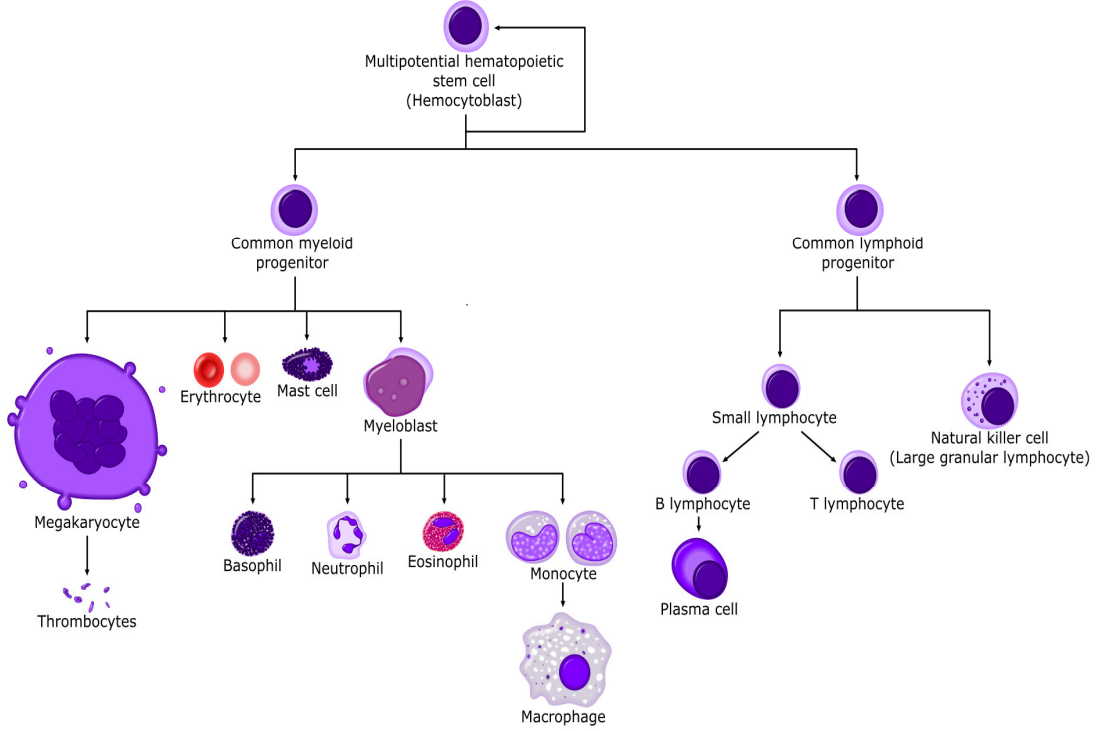 Multipotential hematopoietic
stem cell
(Hemocytoblast)
Common myeloid
progenitor
Common lymphoid
progenitor
Erythrocyte
Mast cell
Myeloblast
Small lymphocyte
Natural killer cell
(Large granular lymphocyte)
B lymphocyte
T lymphocyte
Megakaryocyte
Basophil
Neutrophil
Eosinophil
Monocyte
Plasma cell
Thrombocytes
Macrophage